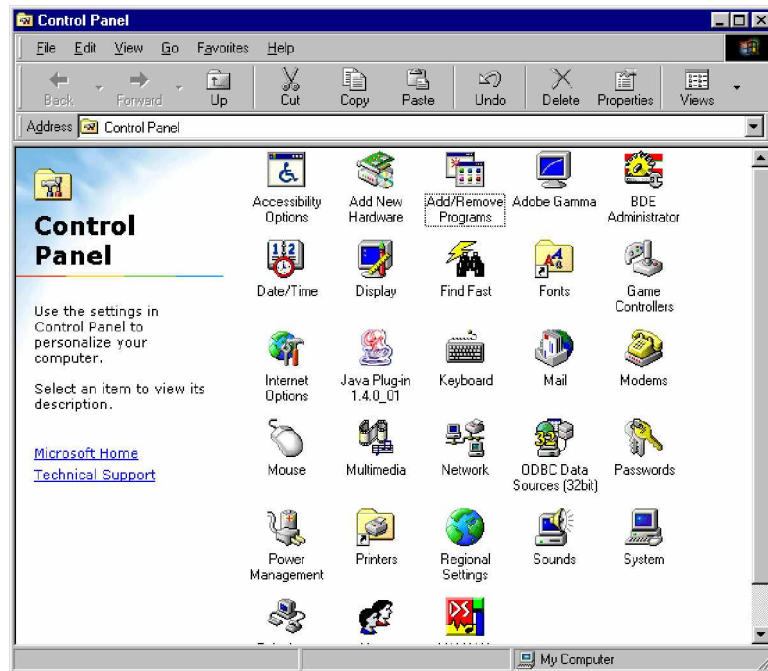 Control Panel
File Edit View Go Favorites Help
Back Forward Up Cut Copy Paste Undo Delete Properties Views
Address Control Panel
Control
Panel
Use the settings in
Control Panel to
personalize your
computer.
Select an item to view its
description.
Microsoft Home
Technical Support
Accessibility Add New Add/Remove Adobe Gamma BDE
Options Hardware Programs Administrator
Date/Time Display Find Fast Fonts Game
Controllers
Internet Java Plug-in Keyboard Mail Modems
Options 1.4.0_01
Mouse Multimedia Network ODBC Data Passwords
Sources (32bit)
Power Printers Regional Sounds System
Management Settings
My Computer